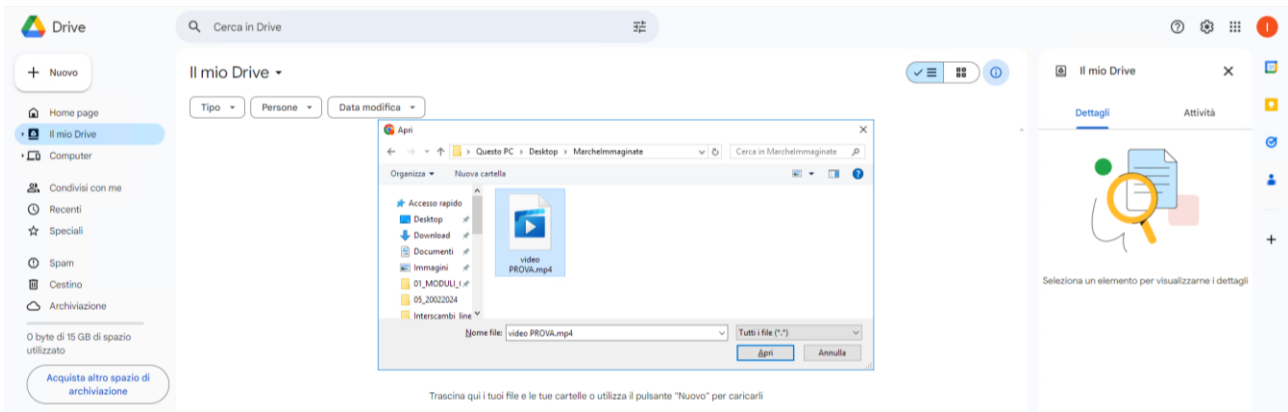 Drive
Cerca in Drive
I
Nuovo
Home page
Il mio Drive
Computer
Condivisi con me
Recenti
Speciali
Spam
Cestino
Archiviazione
0 byte di 15 GB di spazio
utilizzato
Acquista altro spazio di
archiviazione
Il mio Drive
Tipo
Persone
Data modifica
Apri
Questo PC > Desktop > MarcheImmaginate
Cerca in MarcheImmaginate
Organizza
Nuova cartella
Accesso rapido
Desktop
Download
Documenti
Immagini
01_MODULI_
05_20022024
Interscambi line
video
PROVA.mp4
Nome file: video PROVA.mp4
Tutti i file (*.*)
Apri
Annulla
Trascina qui i tuoi file e le tue cartelle o utilizza il pulsante "Nuovo" per caricarli
Il mio Drive
Dettagli
Attività
Seleziona un elemento per visualizzarne i dettagli